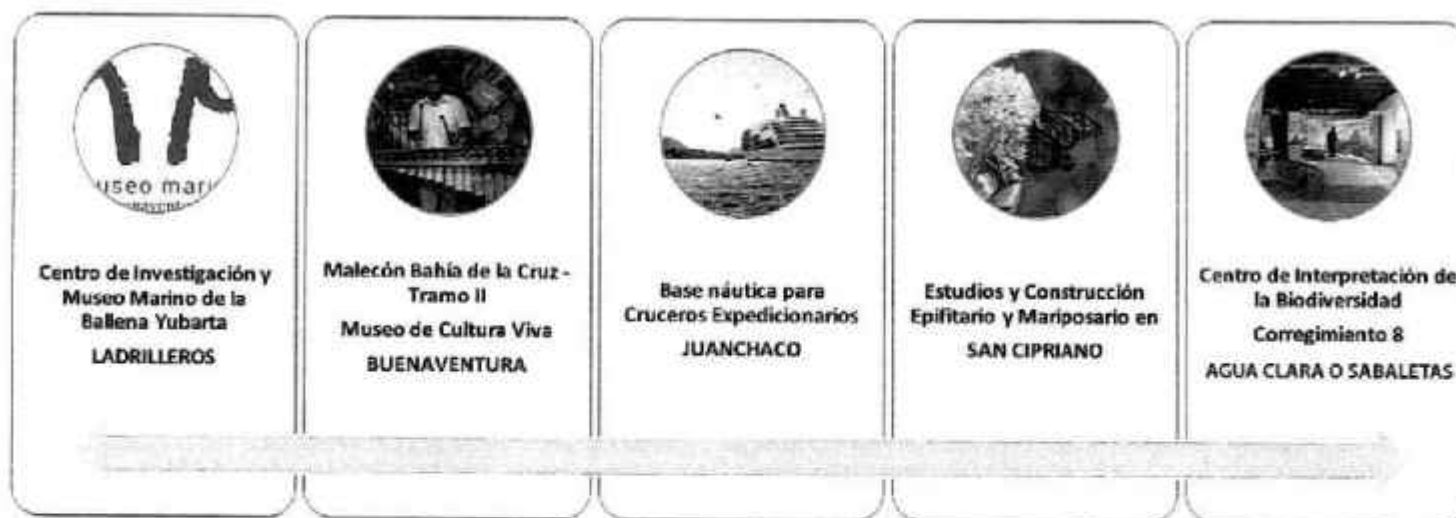 useo mari
Centro de Investigación y
Museo Marino de la
Ballena Yubarta
LADRILLEROS
Malecón Bahía de la Cruz -
Tramo II
Museo de Cultura Viva
BUENAVENTURA
Base náutica para
Cruceros Expedicionarios
JUANCHACO
Estudios y Construcción
Epifitario y Mariposario en
SAN CIPRIANO
Centro de Interpretación de
la Biodiversidad
Corregimiento 8
AGUA CLARA O SABALETAS